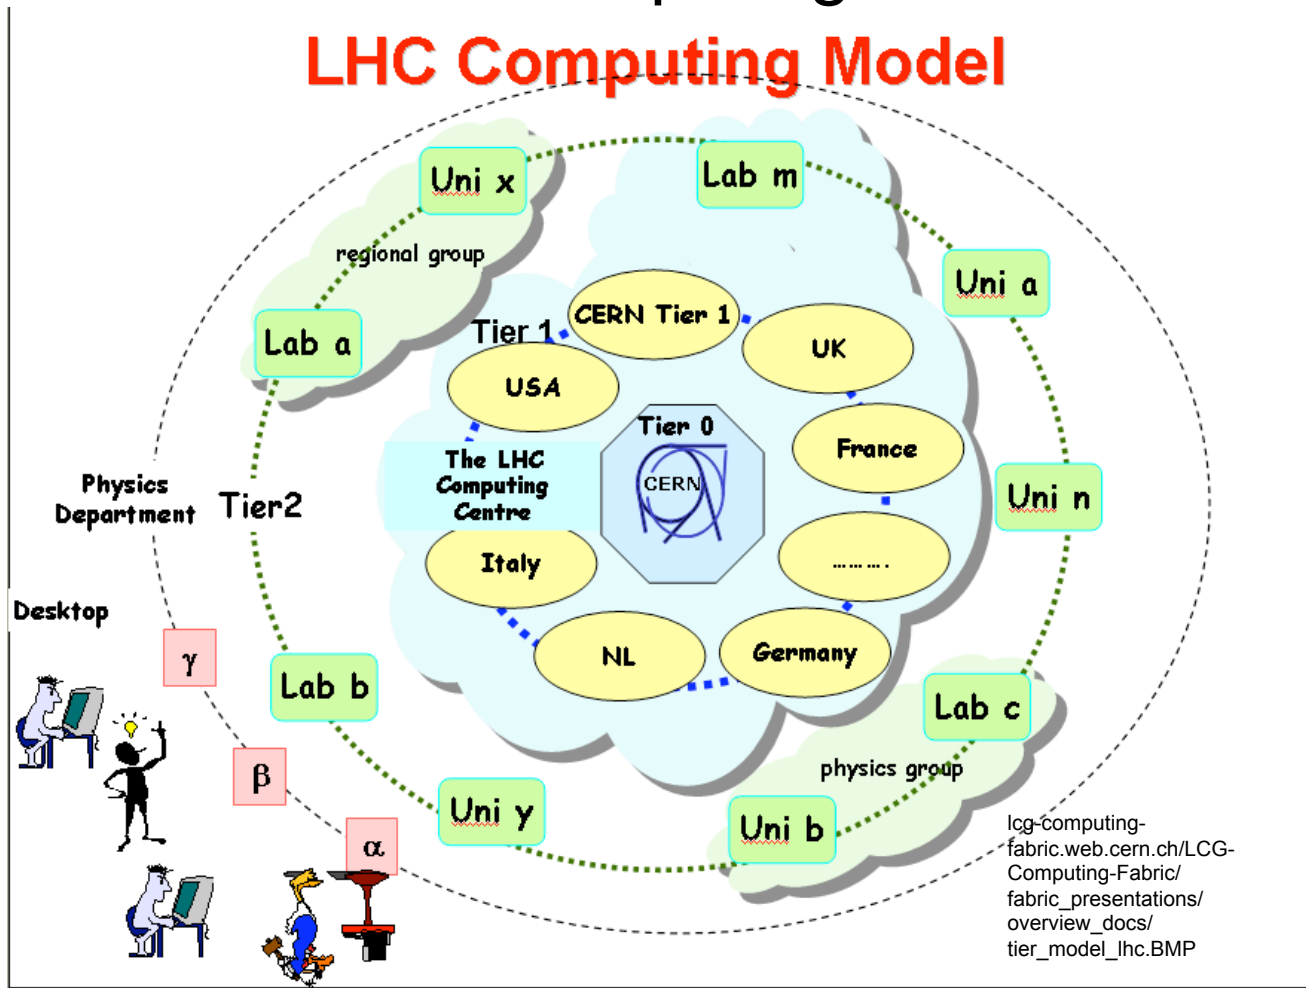 LHC Computing Model
Uni x
Lab m
regional group
Uni a
CERN Tier 1
Tier 1
Lab a
UK
USA
Tier 0
France
The LHC
Computing
Centre
CERN
Physics
Department
Tier2
Uni n
Italy
……….
Desktop
NL
Germany
γ
Lab b
Lab c
physics group
β
Uni y
Uni b
α
lcg-computing-
fabric.web.cern.ch/LCG-
Computing-Fabric/
fabric_presentations/
overview_docs/
tier_model_lhc.BMP